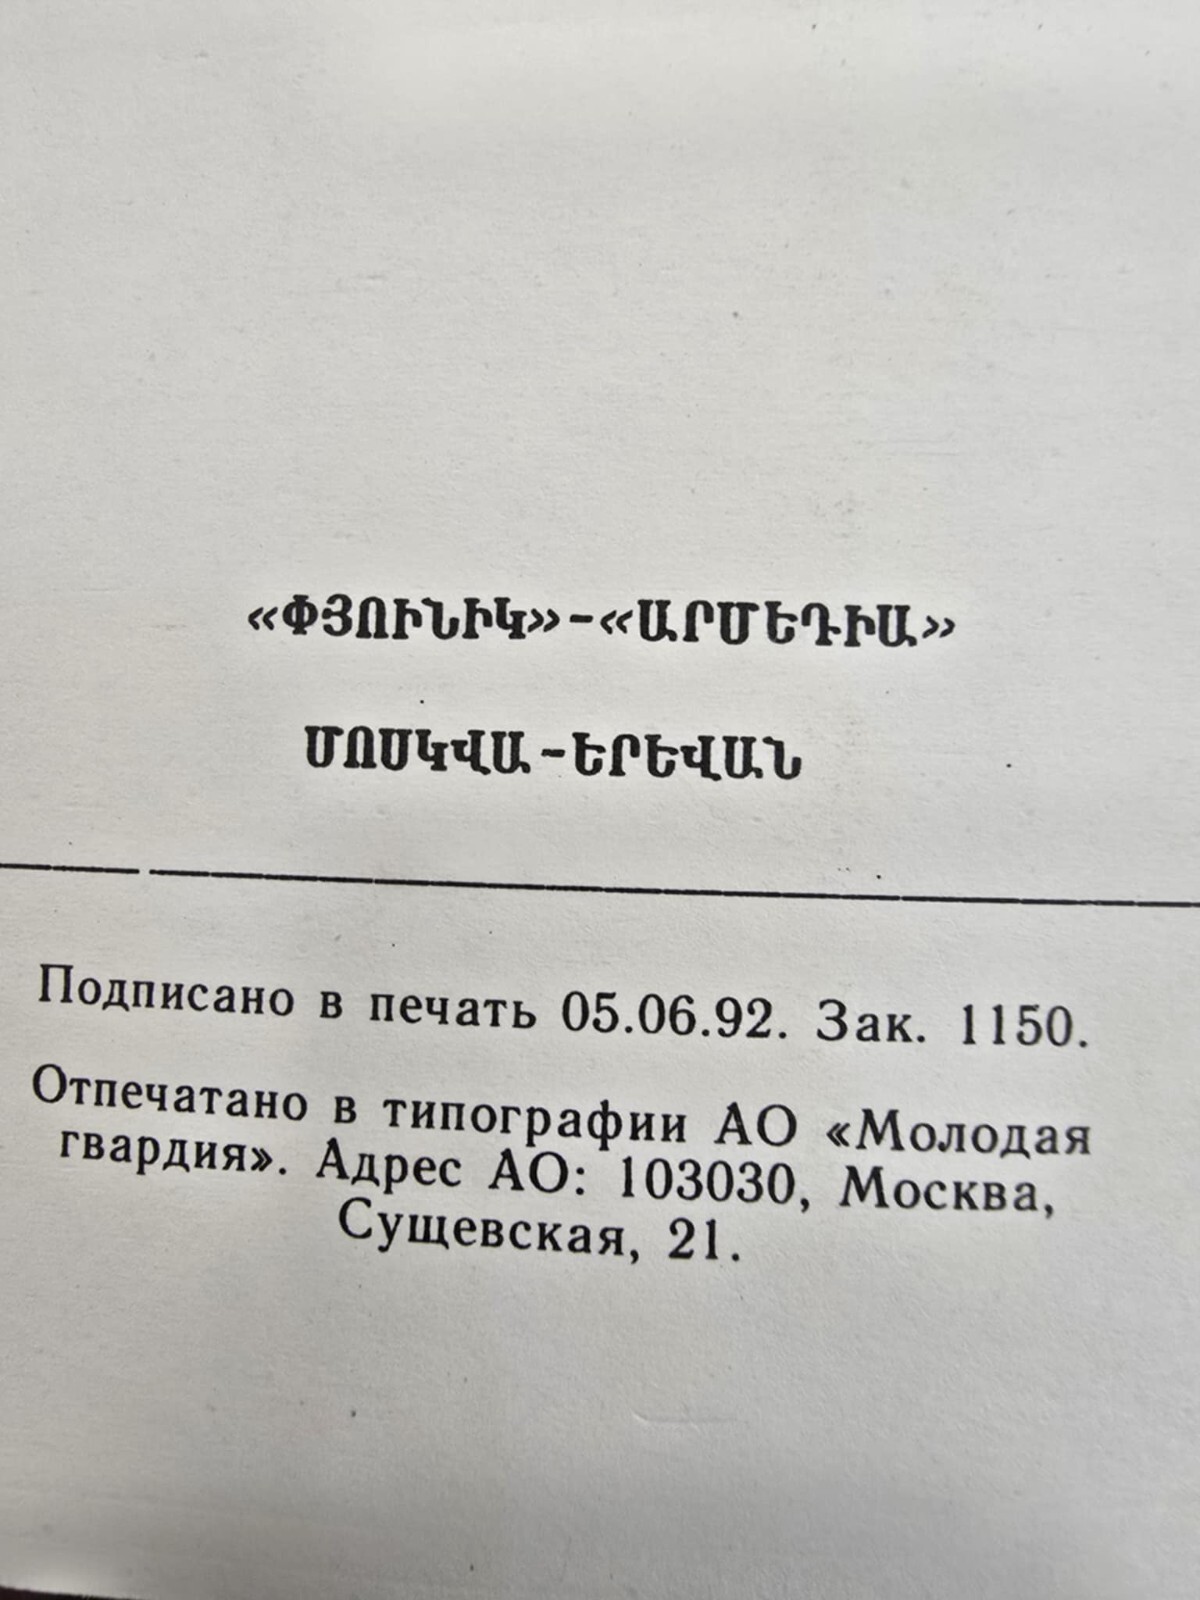 «ՓՅՈՒՆԻԿ»-«ԱՐՄԵԴԻԱ»
ՄՈՍԿՎԱ-ԵՐԵՎԱՆ
Подписано в печать 05.06.92. Зак. 1150.
Отпечатано в типографии АО «Молодая
гвардия». Адрес АО: 103030, Москва,
Сущевская, 21.